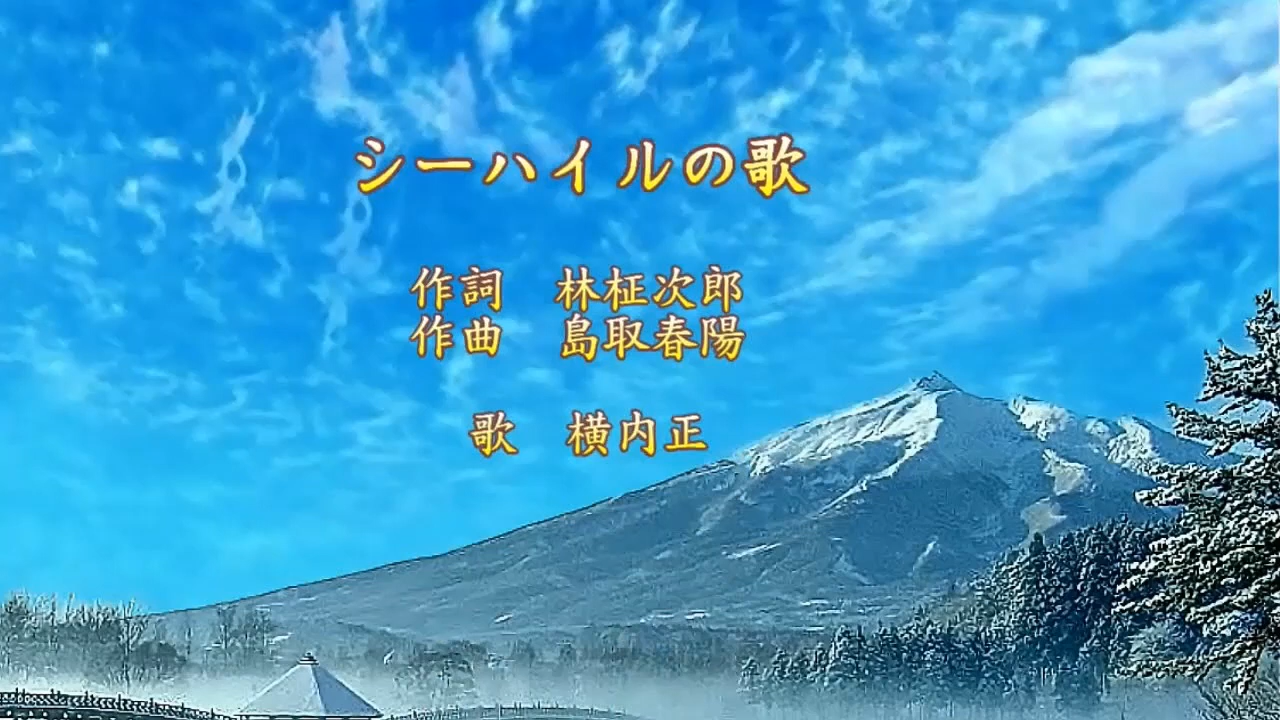 シーハイルの歌
作詞 林柾次郎
作曲 鳥取春陽
歌 横内正